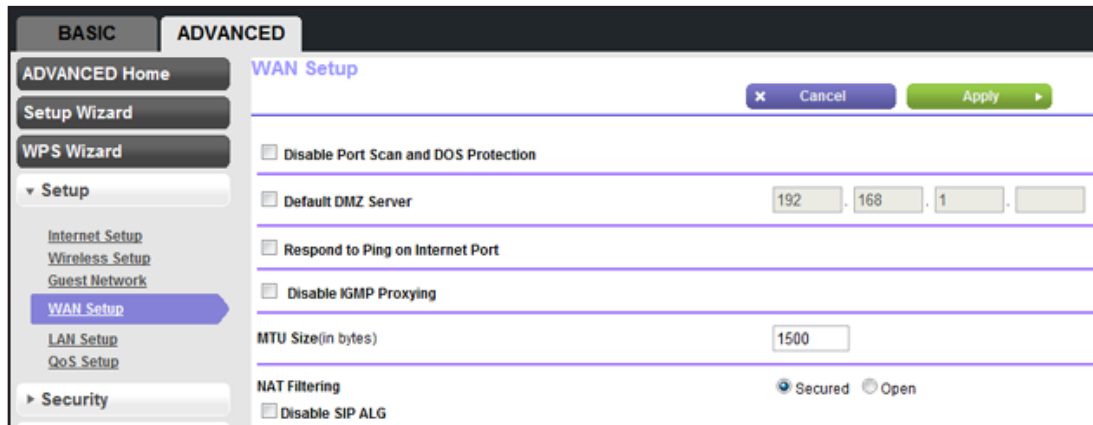 BASIC ADVANCED
ADVANCED Home
Setup Wizard
WPS Wizard
Setup
Internet Setup
Wireless Setup
Guest Network
WAN Setup
LAN Setup
QoS Setup
Security
WAN Setup
Cancel Apply
Disable Port Scan and DOS Protection
Default DMZ Server 192 . 168 . 1 .
Respond to Ping on Internet Port
Disable IGMP Proxying
MTU Size(in bytes) 1500
NAT Filtering Secured Open
Disable SIP ALG